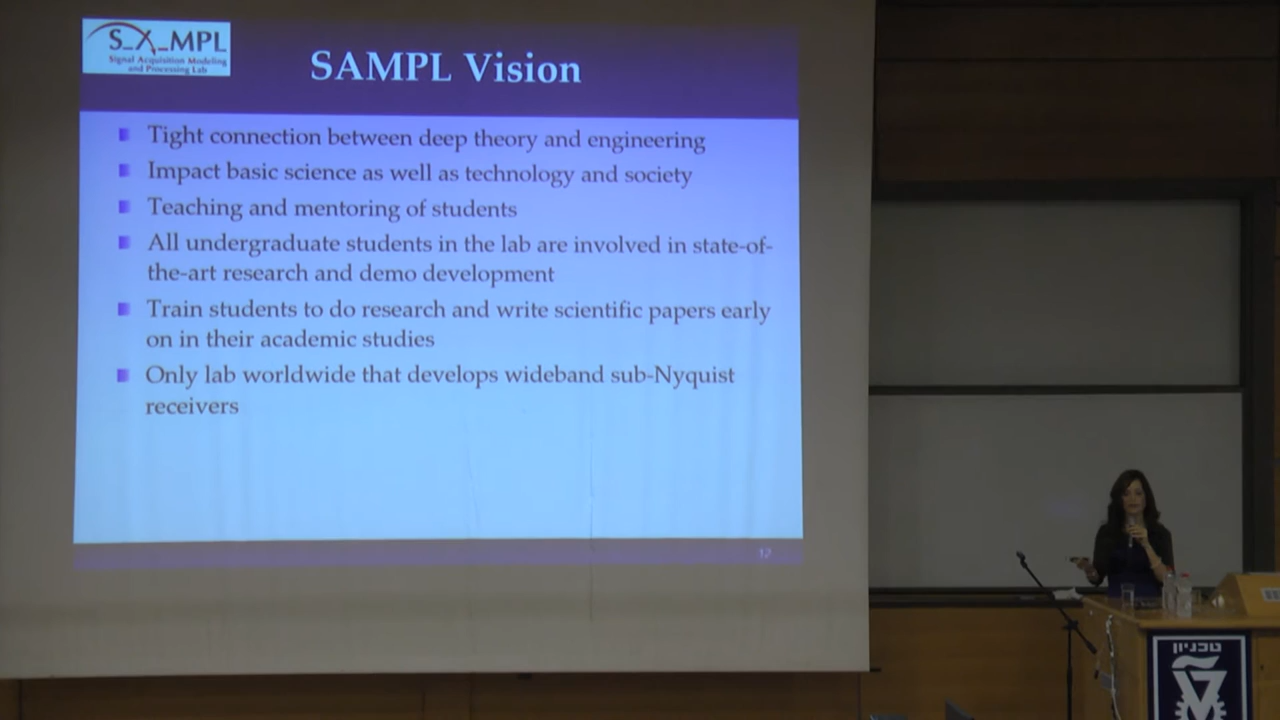 S_X_MPL
Signal Acquisition Modeling
and Processing Lab
SAMPL Vision
Tight connection between deep theory and engineering
Impact basic science as well as technology and society
Teaching and mentoring of students
All undergraduate students in the lab are involved in state-of-
the-art research and demo development
Train students to do research and write scientific papers early
on in their academic studies
Only lab worldwide that develops wideband sub-Nyquist
receivers
12
טכניון